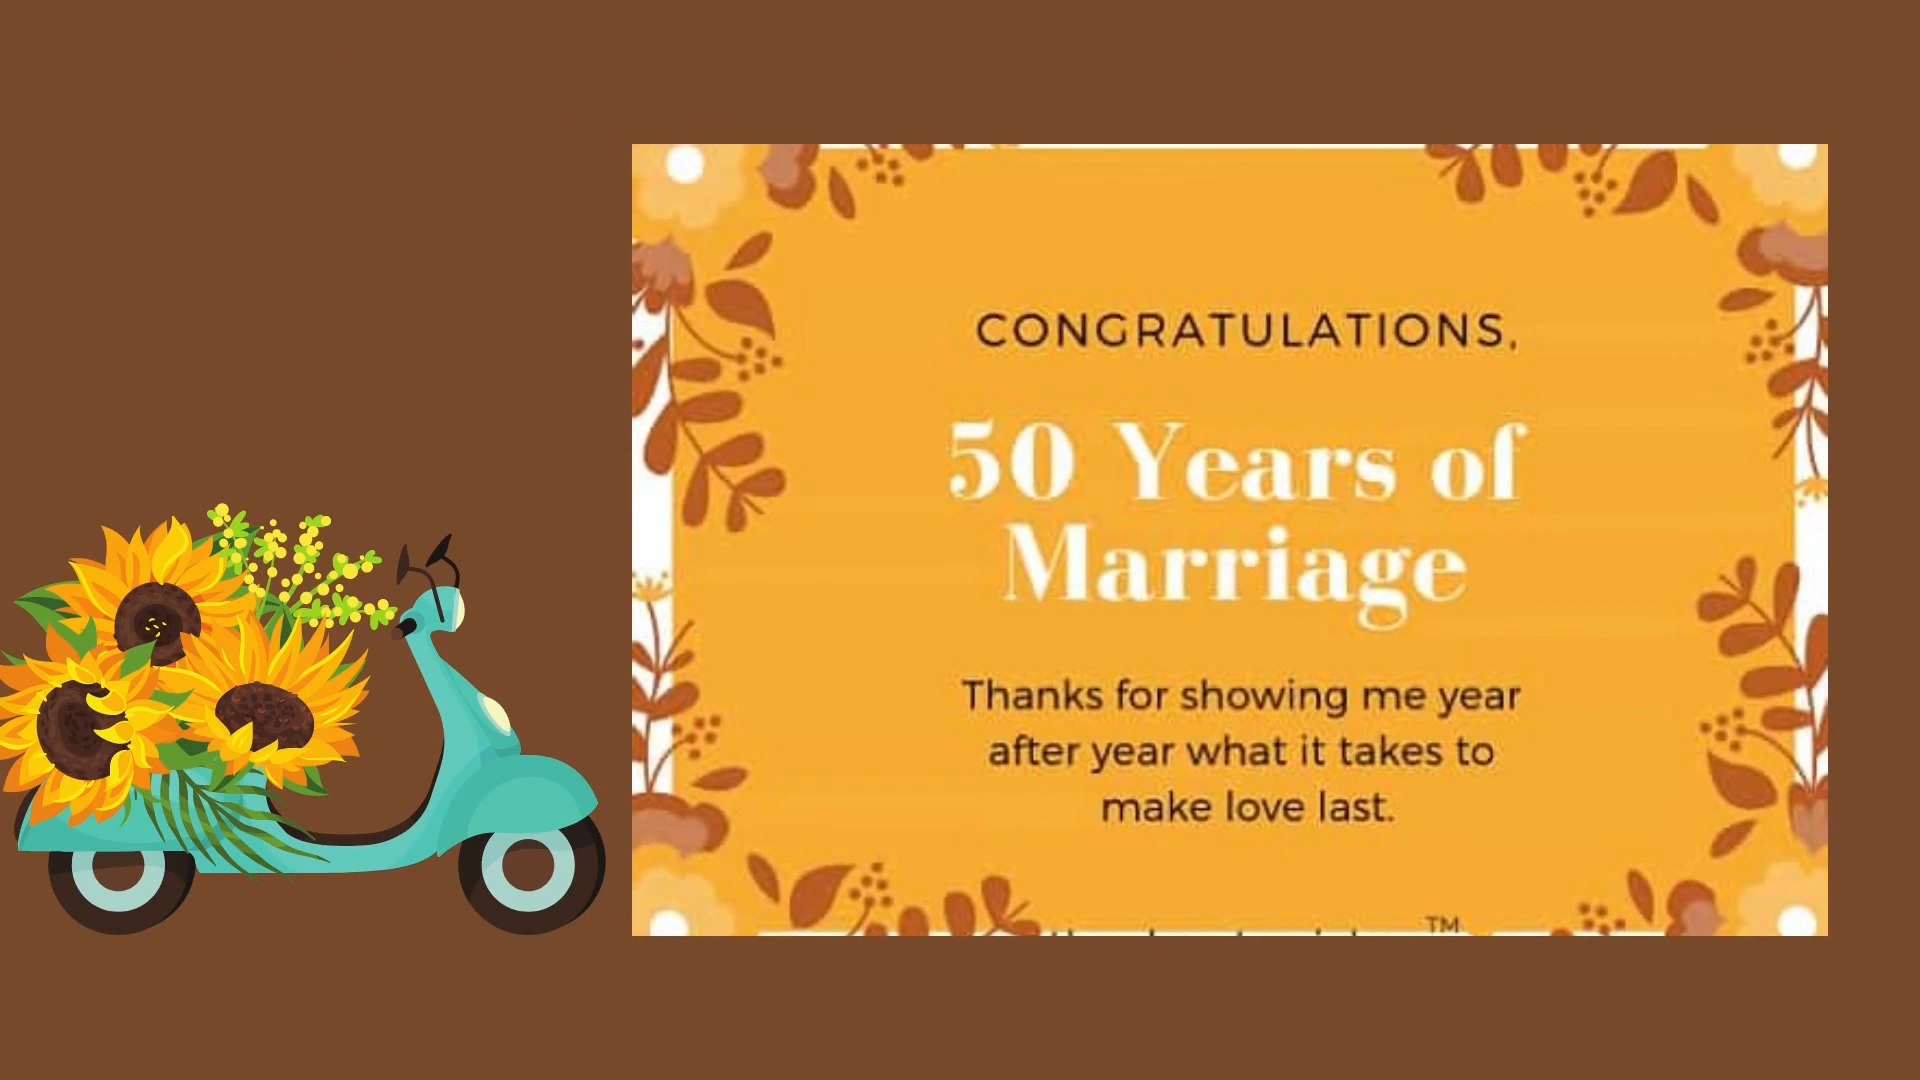 CONGRATULATIONS,
50 Years of
Marriage
Thanks for showing me year
after year what it takes to
make love last.
TM